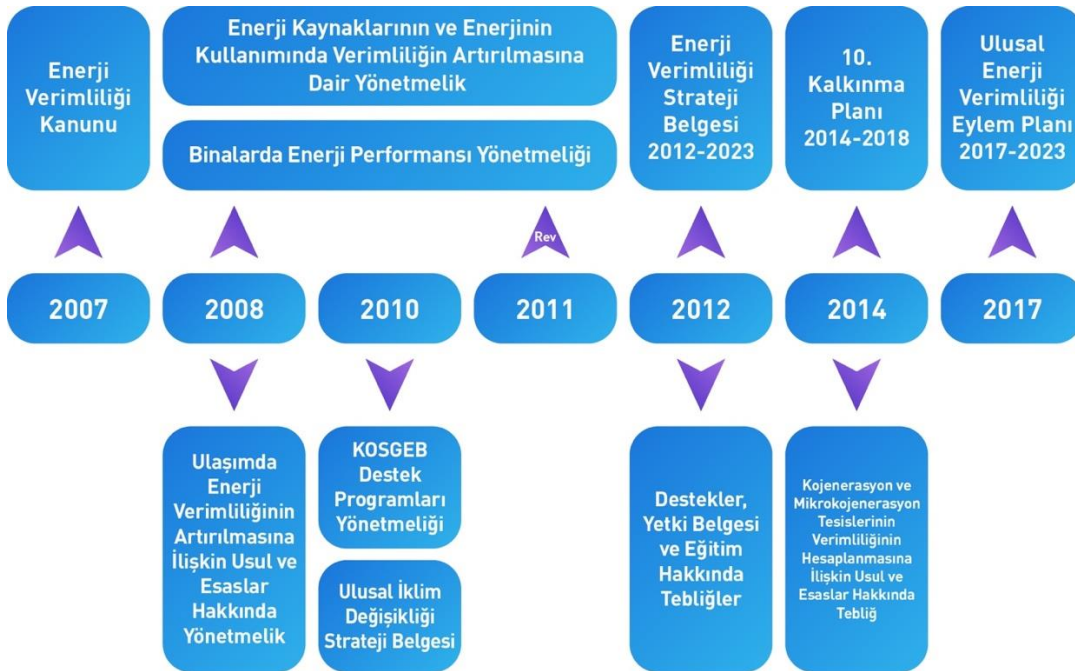 Enerji
Verimliliği
Kanunu
Enerji Kaynaklarının ve Enerjinin
Kullanımında Verimliliğin Artırılmasına
Dair Yönetmelik
Binalarda Enerji Performansı Yönetmeliği
Enerji
Verimliliği
Strateji
Belgesi
2012-2023
10.
Kalkınma
Planı
2014-2018
Ulusal
Enerji
Verimliliği
Eylem Planı
2017-2023
Rev
2007
2008
2010
2011
2012
2014
2017
Ulaşımda
Enerji
Verimliliğinin
Artırılmasına
İlişkin Usul ve
Esaslar
Hakkında
Yönetmelik
KOSGEB
Destek
Programları
Yönetmeliği
Ulusal İklim
Değişikliği
Strateji Belgesi
Destekler,
Yetki Belgesi
ve Eğitim
Hakkında
Tebliğler
Kojenerasyon ve
Mikrokojenerasyon
Tesislerinin
Verimliliğinin
Hesaplanmasına
İlişkin Usul ve
Esaslar Hakkında
Tebliğ